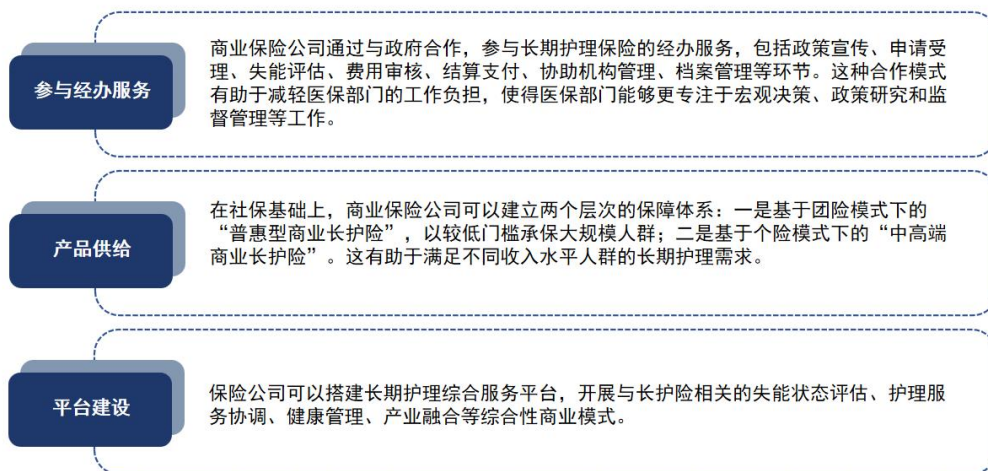 参与经办服务
商业保险公司通过与政府合作，参与长期护理保险的经办服务，包括政策宣传、申请受
理、失能评估、费用审核、结算支付、协助机构管理、档案管理等环节。这种合作模式
有助于减轻医保部门的工作负担，使得医保部门能够更专注于宏观决策、政策研究和监
督管理等工作。
产品供给
在社保基础上，商业保险公司可以建立两个层次的保障体系：一是基于团险模式下的
“普惠型商业长护险”，以较低门槛承保大规模人群；二是基于个险模式下的“中高端
商业长护险”。这有助于满足不同收入水平人群的长期护理需求。
平台建设
保险公司可以搭建长期护理综合服务平台，开展与长护险相关的失能状态评估、护理服
务协调、健康管理、产业融合等综合性商业模式。